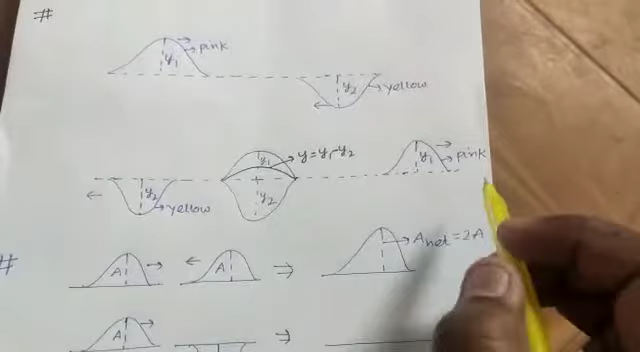 #
y₁ pink
y₂ yellow
y₁ y=y₁-y₂ y₁ pink
y₂ yellow y₂
# A A ⇒ Anet=2A
A ⇒